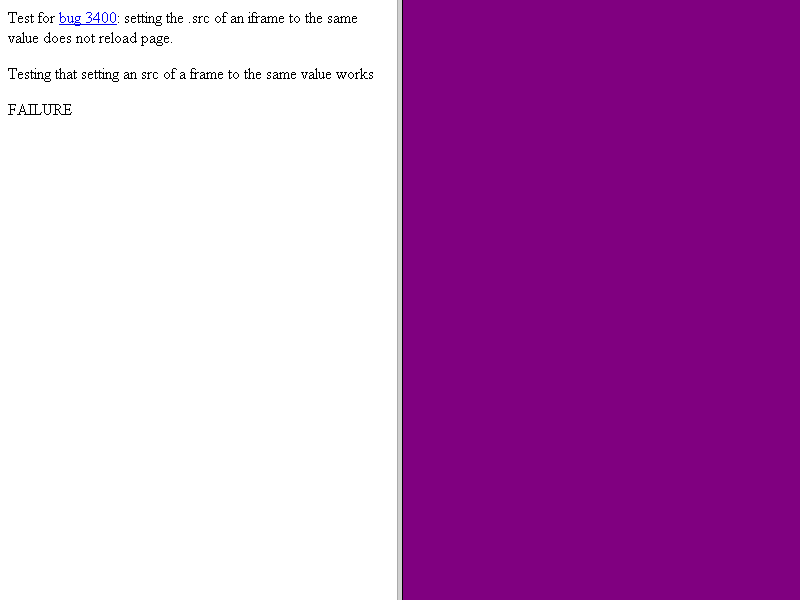 Test for bug 3400: setting the .src of an iframe to the same
value does not reload page.
Testing that setting an src of a frame to the same value works
FAILURE